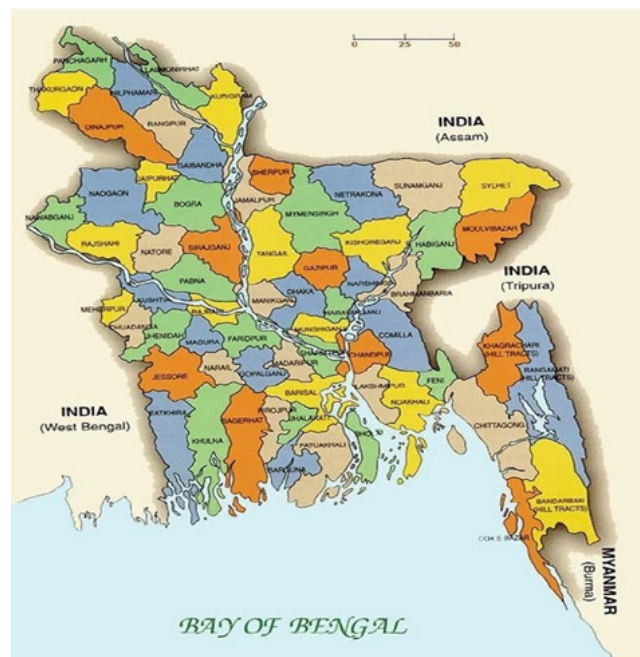 0 25 50
PANCHAGARH
LALMONIRHAT
THAKURGAON
NILPHAMARI
KURIGRAM
DINAJPUR
RANGPUR
INDIA
(Assam)
GAIBANDHA
JAIPURHAT
SHERPUR
NADGAON
BOGRA
JAMALPUR
MYMENSINGH
NETRAKONA
SUNAMGANJ
SYLHET
NAWABGANJ
RAJSHAHI
NATORE
SIRAJGANJ
TANGAIL
KISHOREGANJ
HABIGANJ
MOULVIBAZAR
PABNA
GAZIPUR
NARSHINGDI
INDIA
(Tripura)
MEHERPUR
KUSHTIA
RAJBARI
MANIKGANJ
DHAKA
BRAHMANBARIA
CHUADANGA
JHENIDAH
MAGURA
FARIDPUR
MUNSHIGANJ
COMILLA
KHAGRACHARI
(HILL TRACTS)
RANGAMATI
(HILL TRACTS)
JESSORE
NARAIL
GOPALGANJ
MADARIPUR
CHANDPUR
FENI
INDIA
(West Bengal)
SATKHIRA
KHULNA
BAGERHAT
PIROJPUR
BARISAL
JHALAKATI
LAKSHMIPUR
NOAKHALI
CHITTAGONG
PATUAKHALI
BHOLA
BARGUNA
BANDARBAN
(HILL TRACTS)
COX'S BAZAR
MYANMAR
(Burma)
BAY OF BENGAL